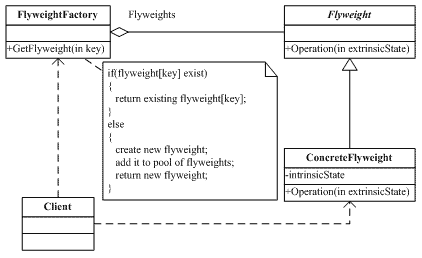 FlyweightFactory
+GetFlyweight(in key)
Flyweights
Flyweight
+Operation(in extrinsicState)
if(flyweight[key] exist)
{
return existing flyweight[key];
}
else
{
create new flyweight;
add it to pool of flyweights;
return new flyweight;
}
ConcreteFlyweight
-intrinsicState
+Operation(in extrinsicState)
Client